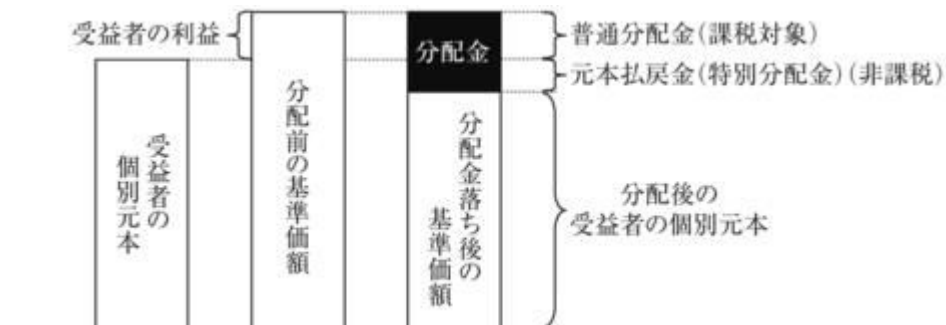 受益者の利益
分配金
普通分配金(課税対象)
元本払戻金(特別分配金)(非課税)
受益者の
個別元本
分配前の基準価額
分配金落ち後の
基準価額
分配後の
受益者の個別元本